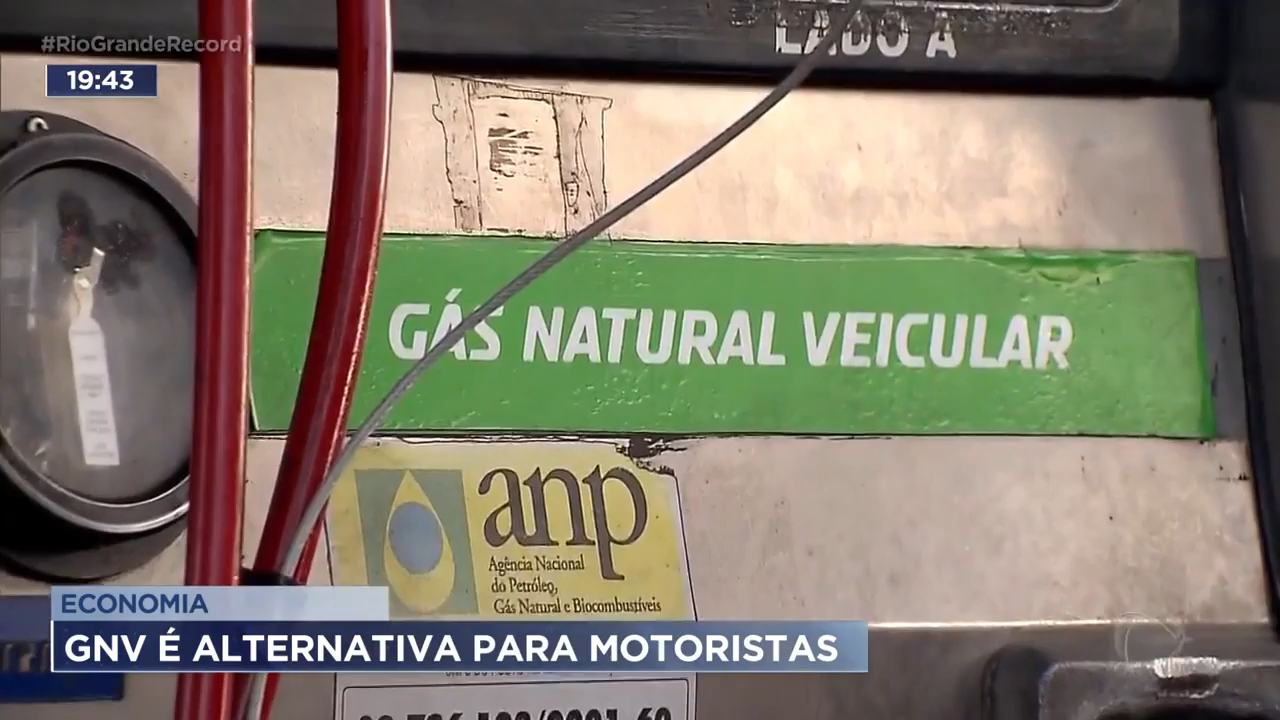 #RioGrandeRecord
LADO A
19:43
GÁS NATURAL VEICULAR
anp
Agência Nacional
do Petróleo,
Gás Natural e Biocombustíveis
ECONOMIA
GNV É ALTERNATIVA PARA MOTORISTAS